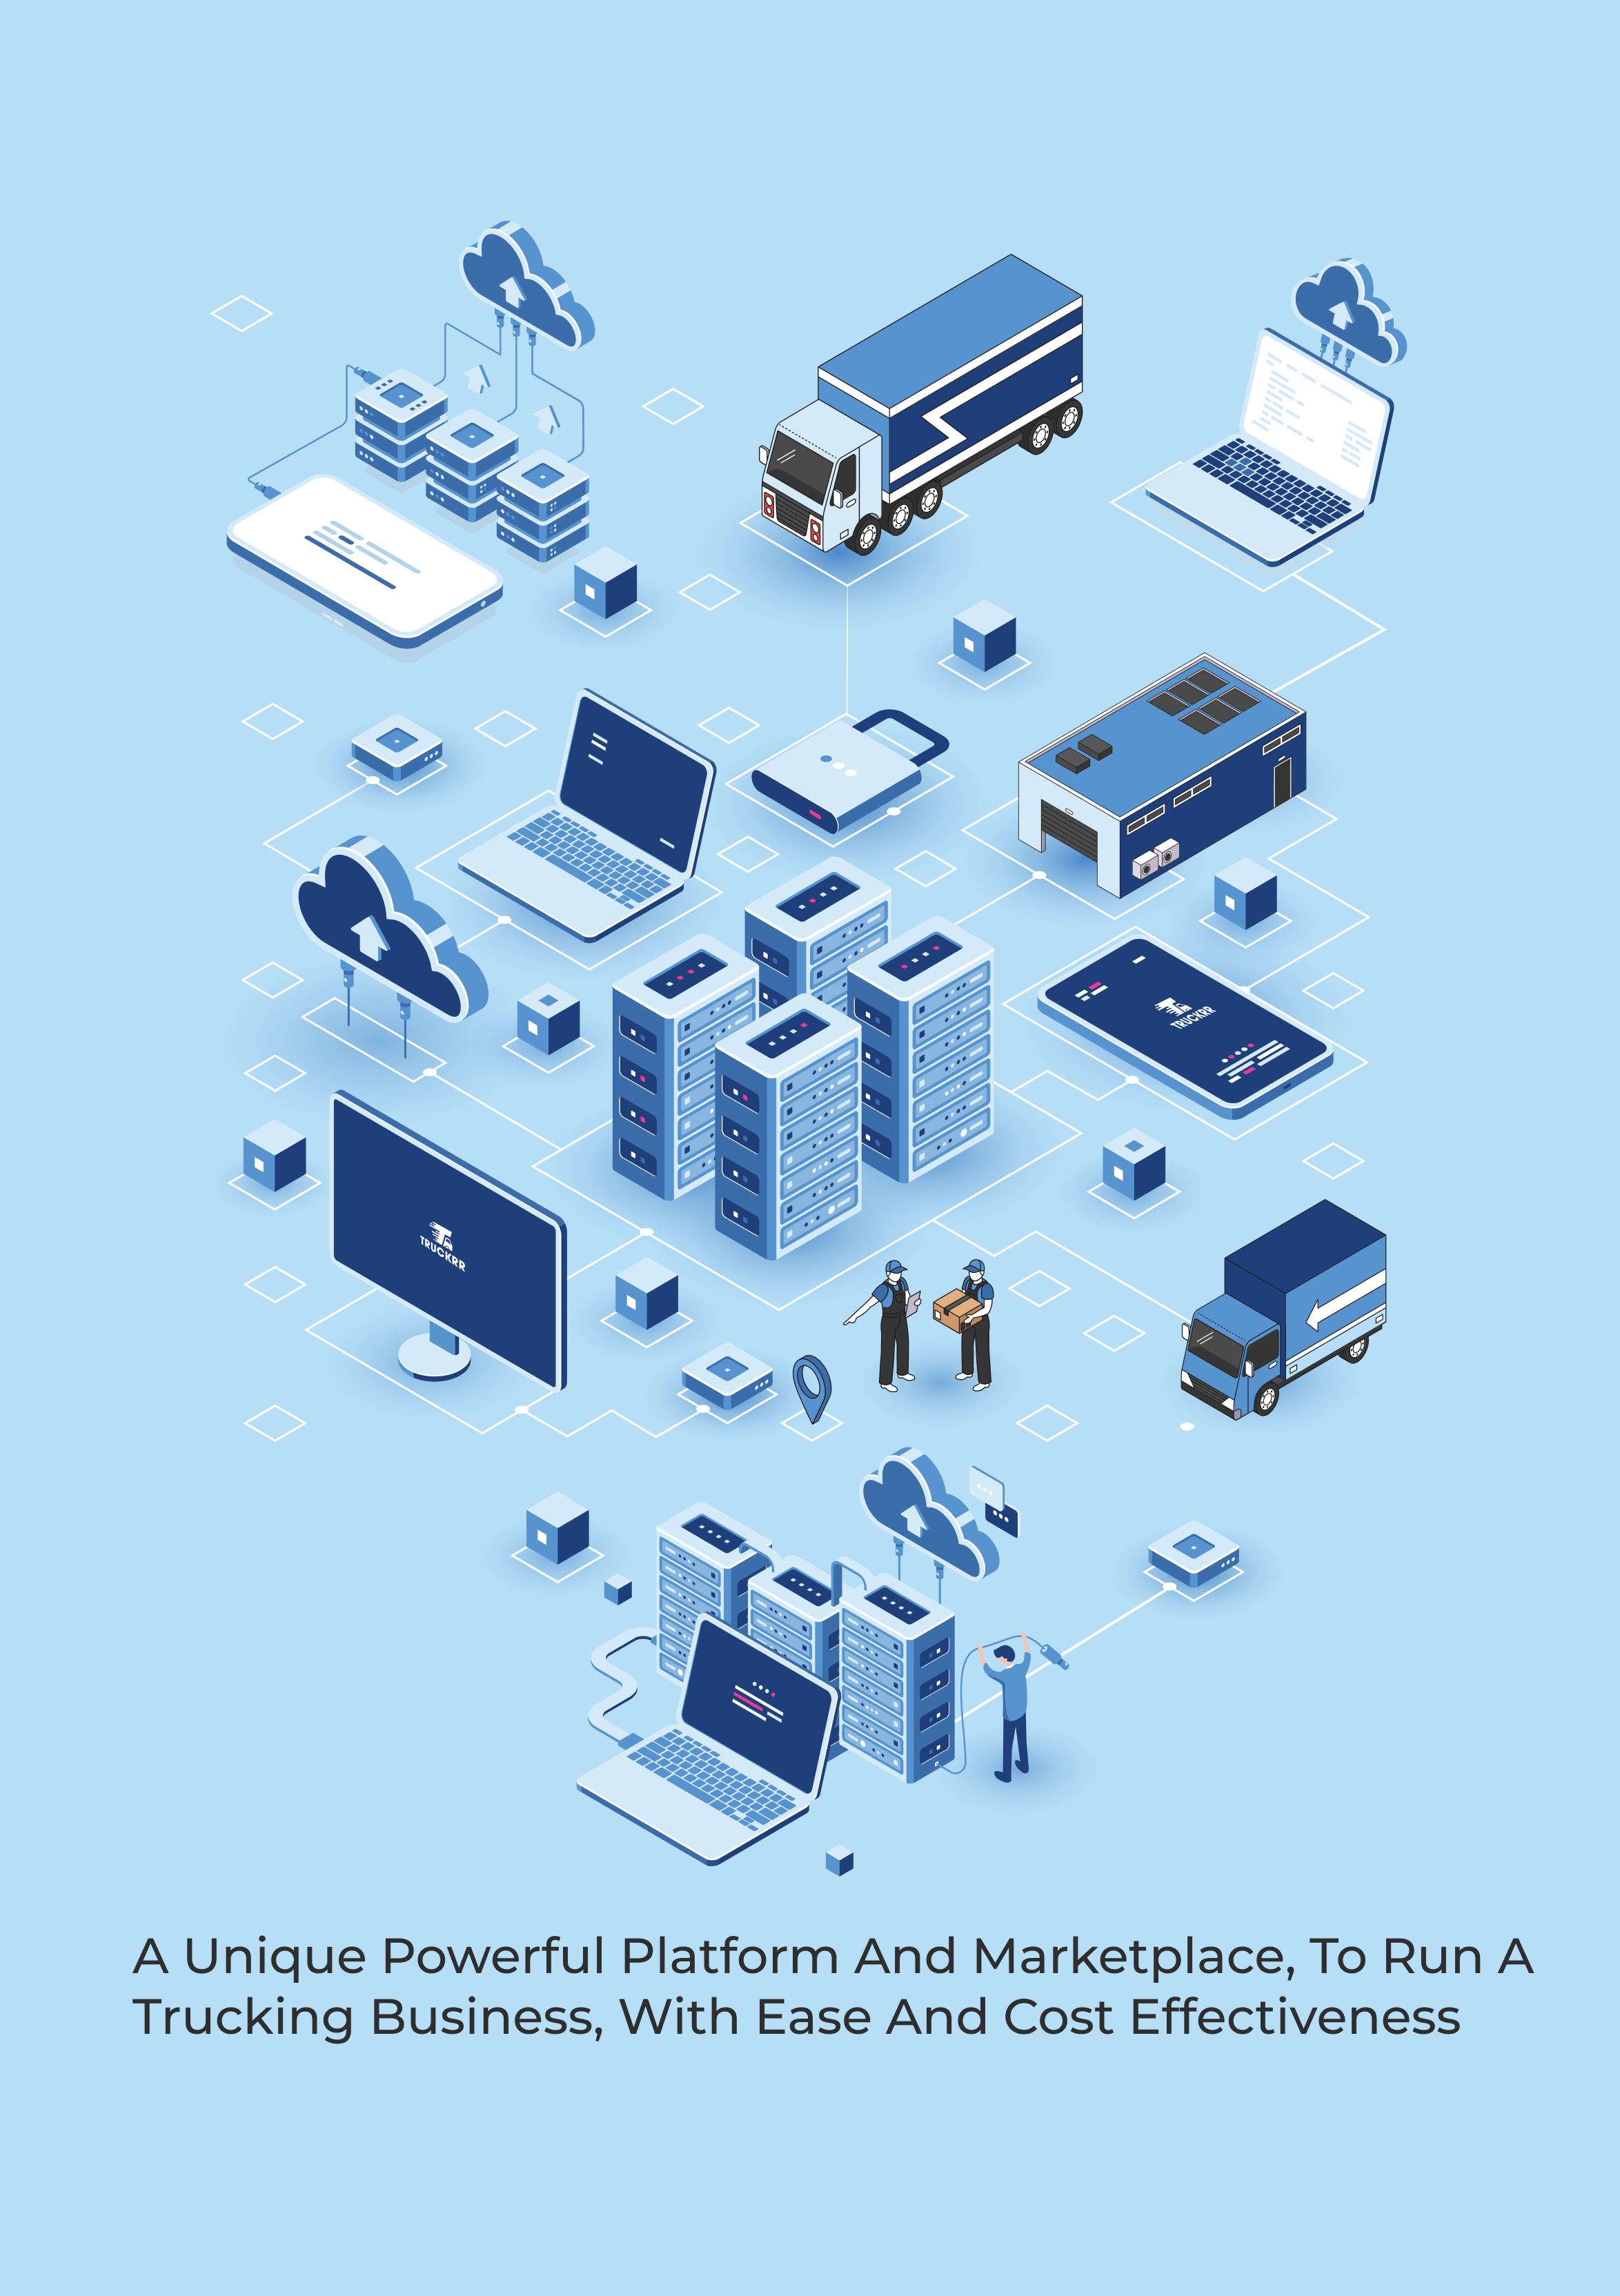 TRUCKRR
TRUCKRR
A Unique Powerful Platform And Marketplace, To Run A
Trucking Business, With Ease And Cost Effectiveness